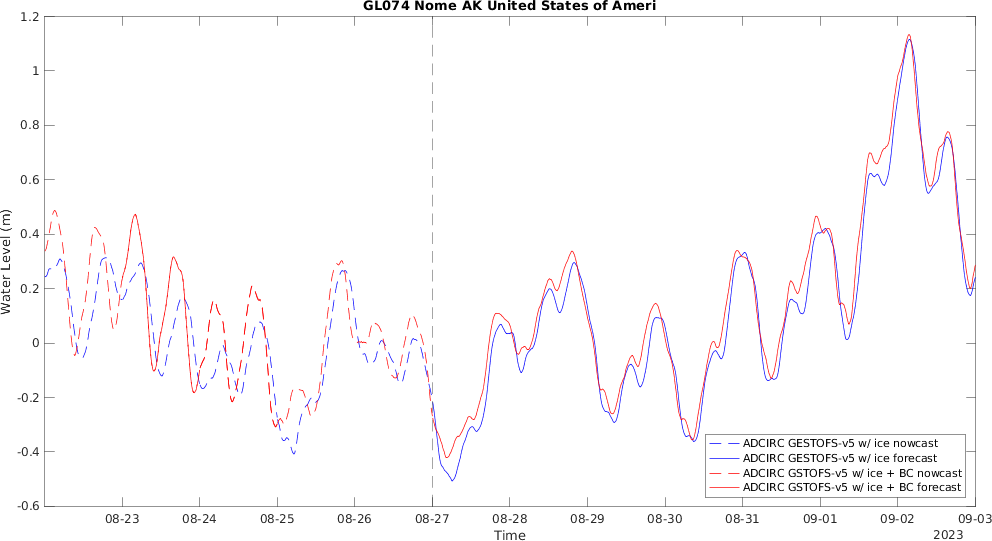 GL074 Nome AK United States of Ameri
Water Level (m)
1.2
1
0.8
0.6
0.4
0.2
0
-0.2
-0.4
-0.6
ADCIRC GESTOFS-v5 w/ ice nowcast
ADCIRC GESTOFS-v5 w/ ice forecast
ADCIRC GSTOFS-v5 w/ ice + BC nowcast
ADCIRC GSTOFS-v5 w/ ice + BC forecast
08-23 08-24 08-25 08-26 08-27 08-28 08-29 08-30 08-31 09-01 09-02 09-03
Time 2023